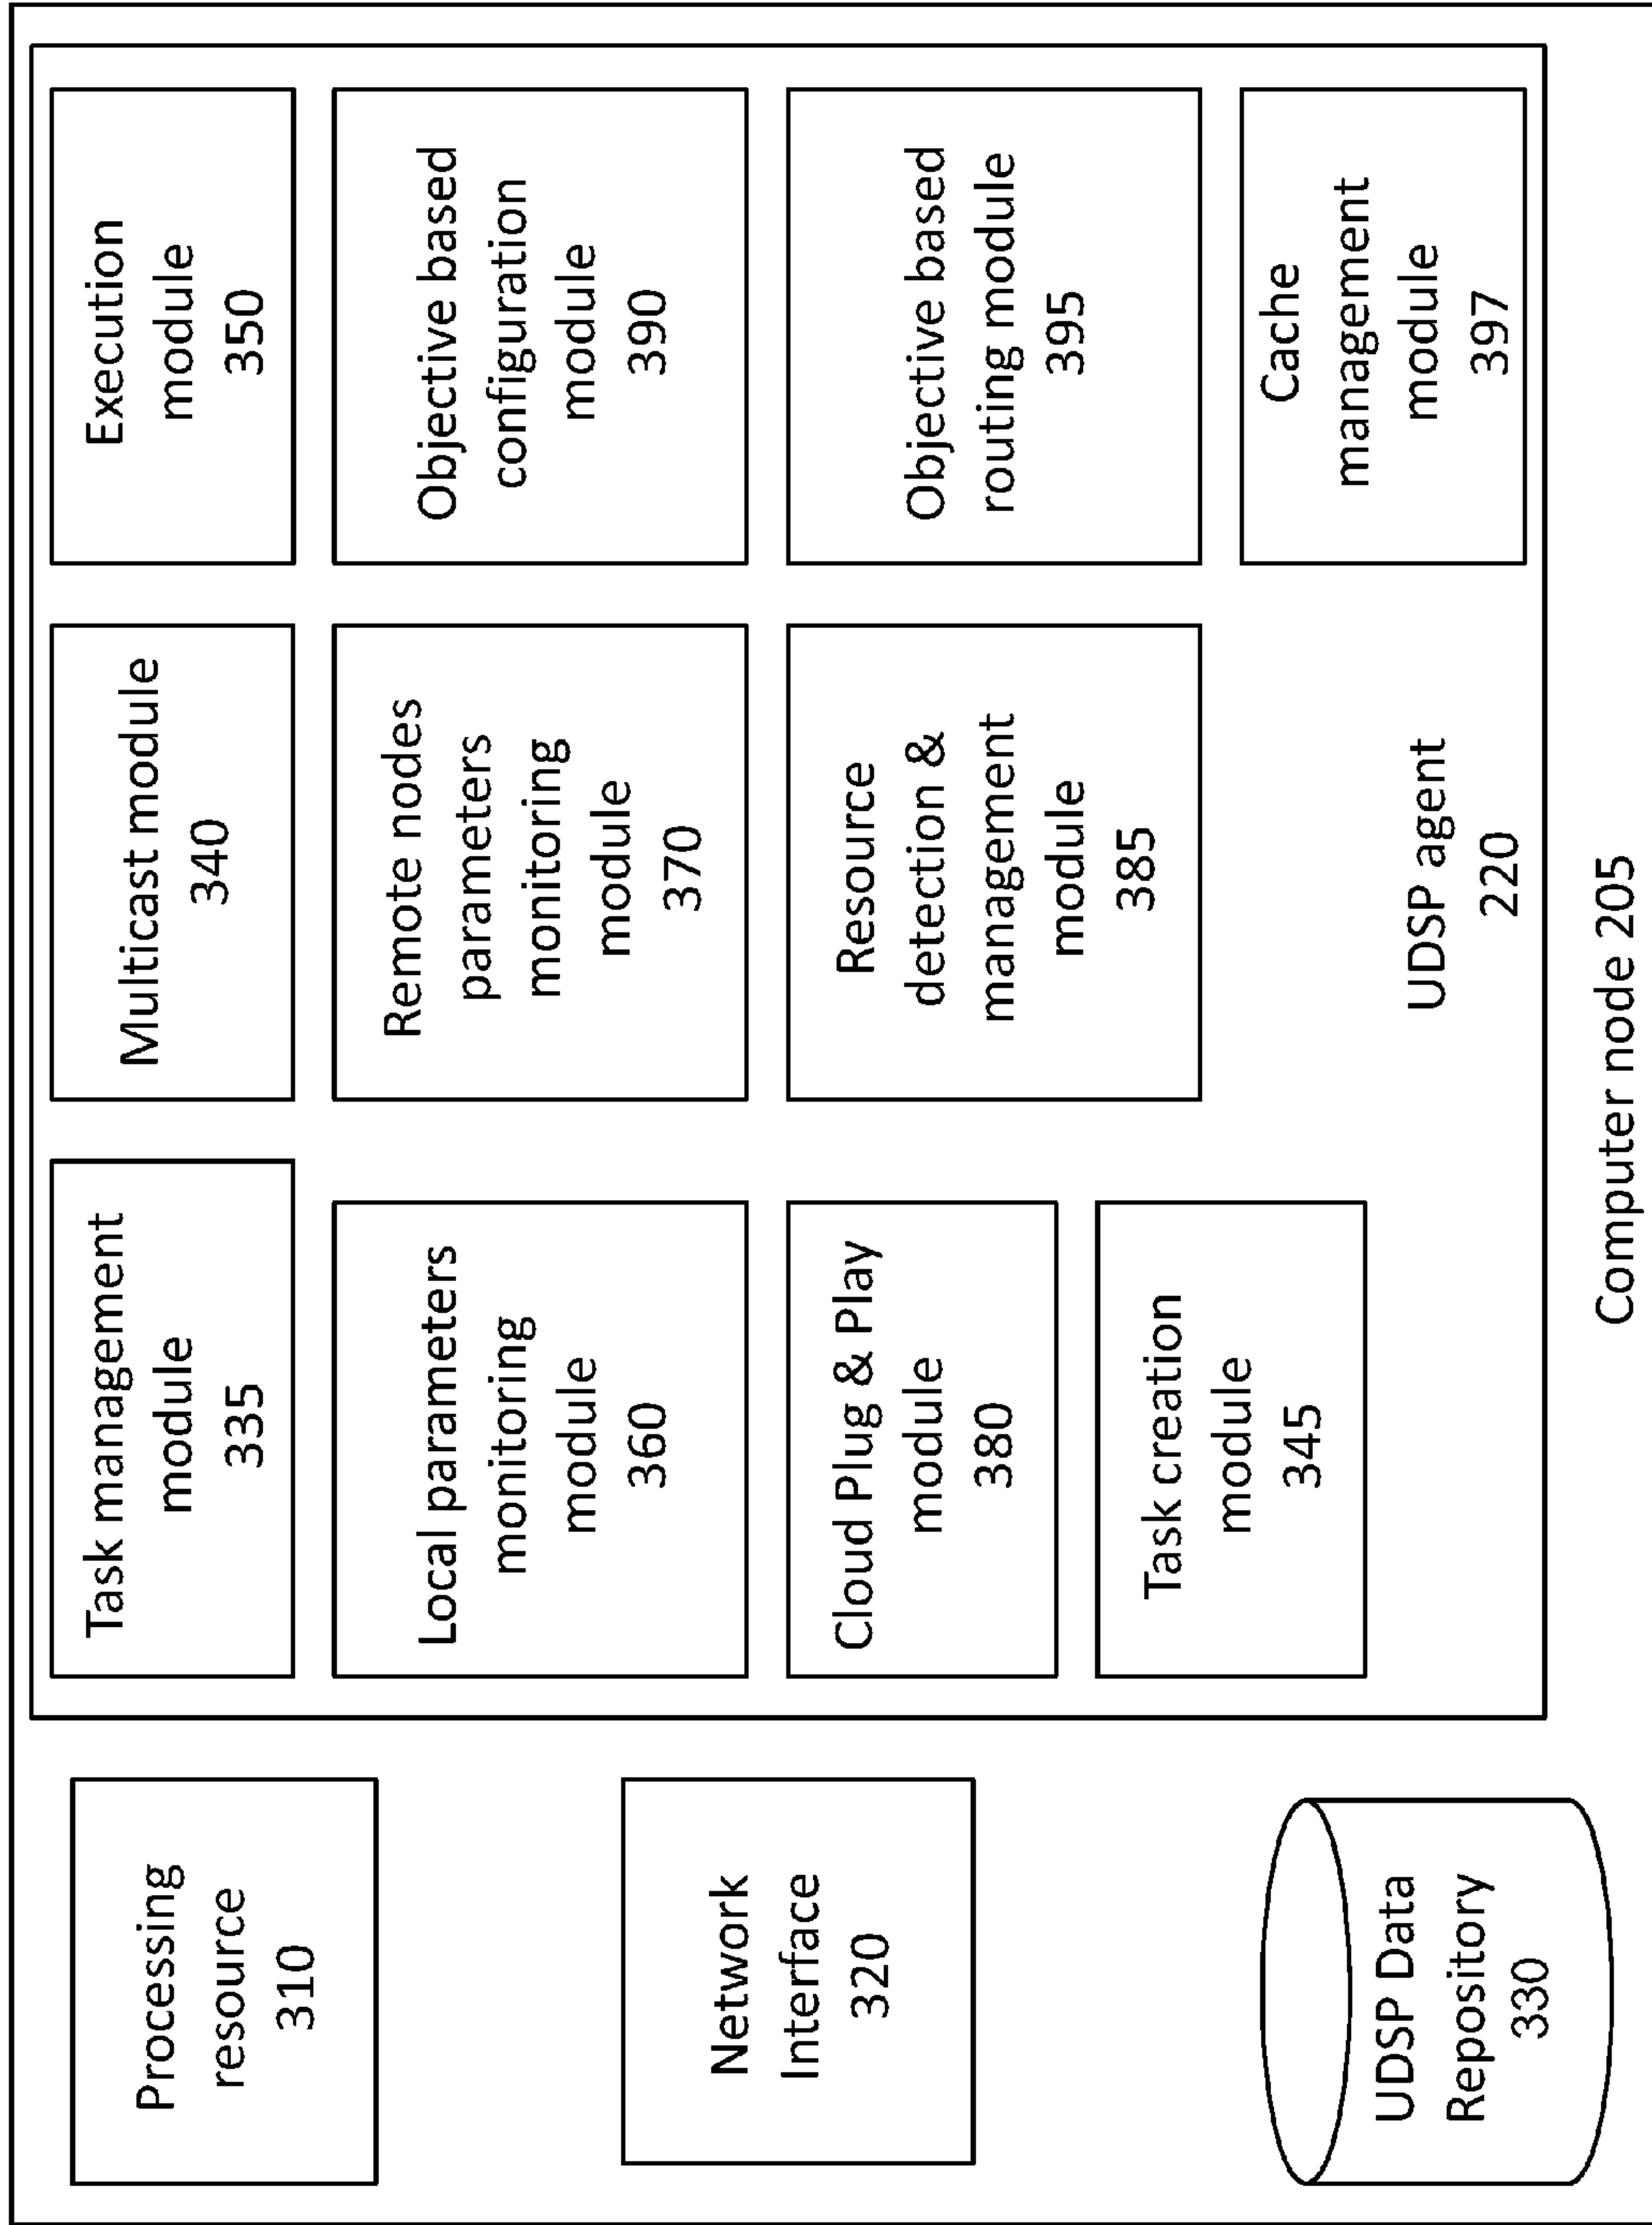 Processing
resource
310
Network
Interface
320
UDSP Data
Repository
330
Task management
module
335
Local parameters
monitoring
module
360
Cloud Plug & Play
module
380
Task creation
module
345
Multicast module
340
Remote nodes
parameters
monitoring
module
370
Resource
detection &
management
module
385
UDSP agent
220
Execution
module
350
Objective based
configuration
module
390
Objective based
routing module
395
Cache
management
module
397
Computer node 205